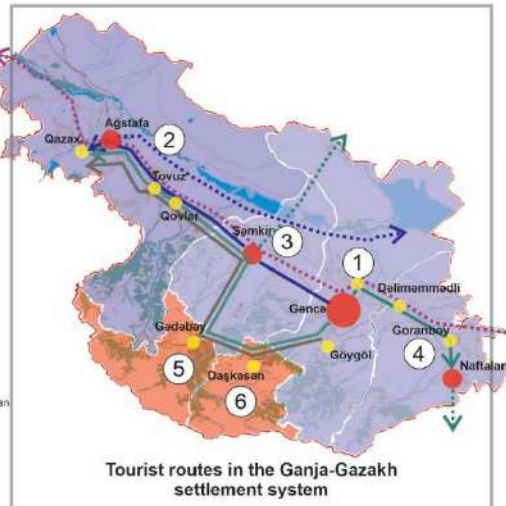 Ağstafa
Qazax
2
Tovuz
Qovlar
Şəmkir
3
1
Dəliməmmədli
Gəncə
Goranboy
Gədəbəy
4
5
Göygöl
Naftalan
Daşkəsən
6
Tourist routes in the Ganja-Gazakh
settlement system